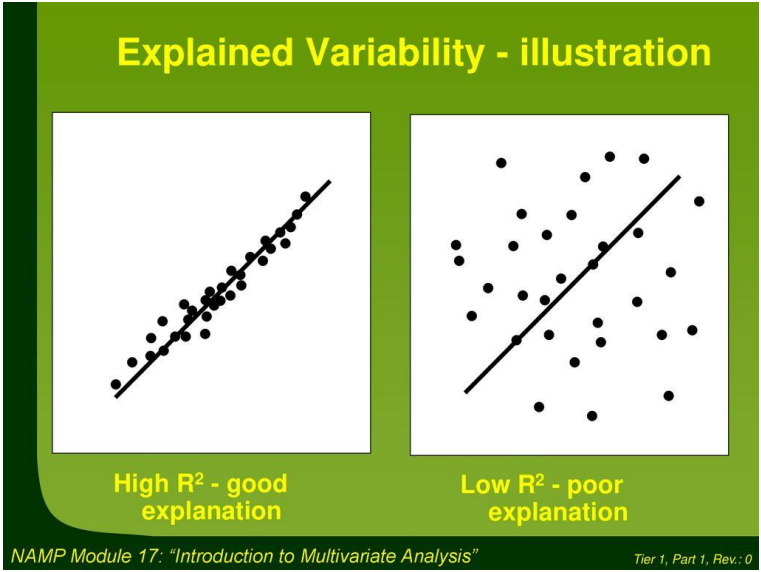 Explained Variability - illustration
High R² - good
explanation
Low R² - poor
explanation
NAMP Module 17: “Introduction to Multivariate Analysis”
Tier 1, Part 1, Rev.: 0